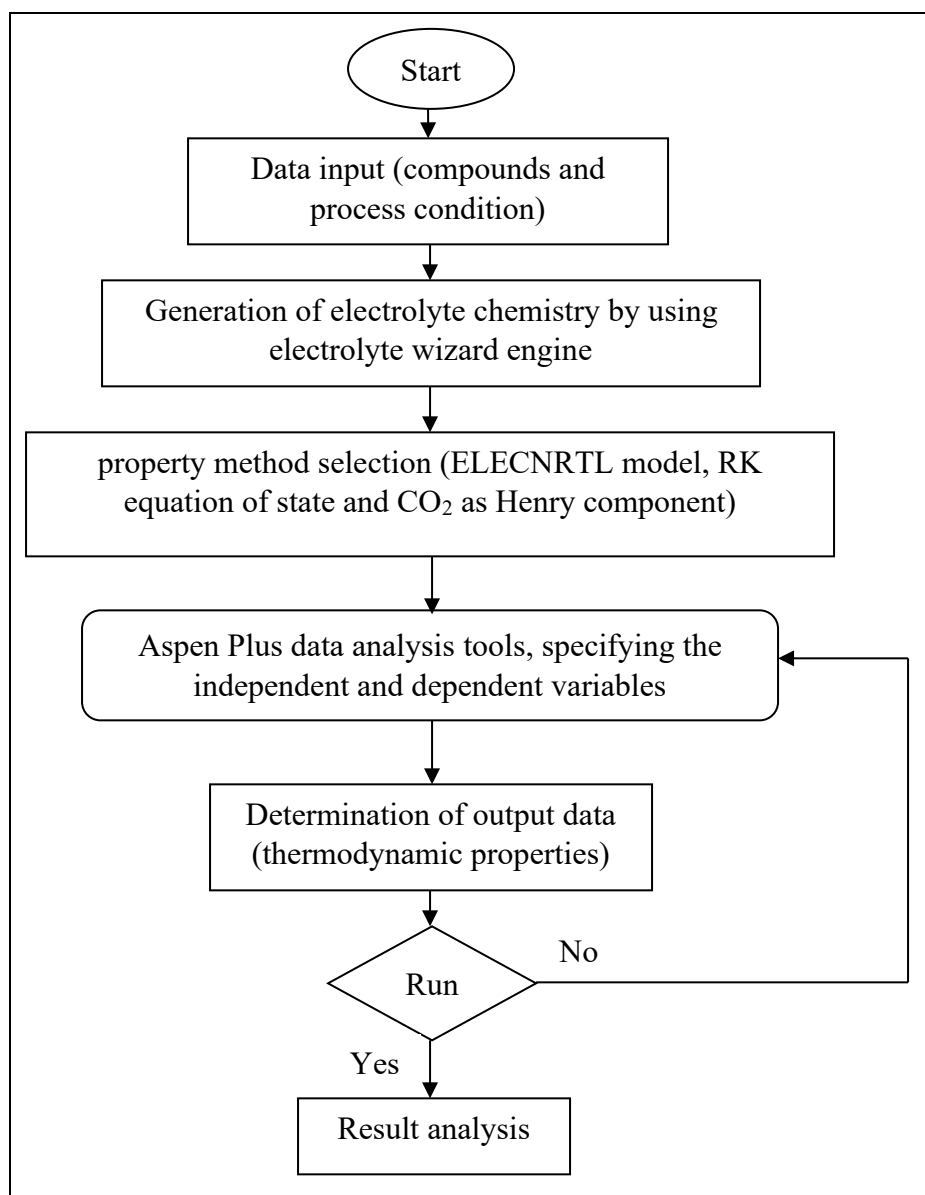 Start
Data input (compounds and
process condition)
Generation of electrolyte chemistry by using
electrolyte wizard engine
property method selection (ELECNRTL model, RK
equation of state and CO₂ as Henry component)
Aspen Plus data analysis tools, specifying the
independent and dependent variables
Determination of output data
(thermodynamic properties)
No
Run
Yes
Result analysis